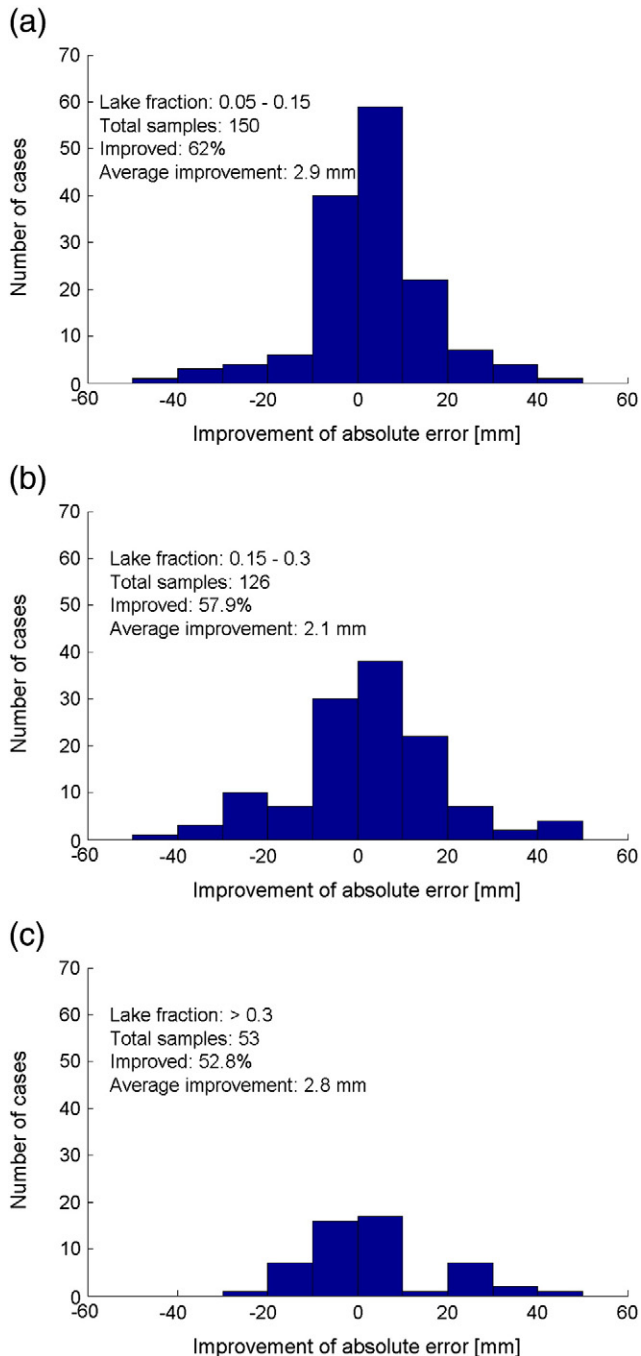 (a)
70
60
50
40
30
20
10
0
Number of cases
Lake fraction: 0.05 - 0.15
Total samples: 150
Improved: 62%
Average improvement: 2.9 mm
-60 -40 -20 0 20 40 60
Improvement of absolute error [mm]
(b)
70
60
50
40
30
20
10
0
Number of cases
Lake fraction: 0.15 - 0.3
Total samples: 126
Improved: 57.9%
Average improvement: 2.1 mm
-60 -40 -20 0 20 40 60
Improvement of absolute error [mm]
(c)
70
60
50
40
30
20
10
0
Number of cases
Lake fraction: > 0.3
Total samples: 53
Improved: 52.8%
Average improvement: 2.8 mm
-60 -40 -20 0 20 40 60
Improvement of absolute error [mm]